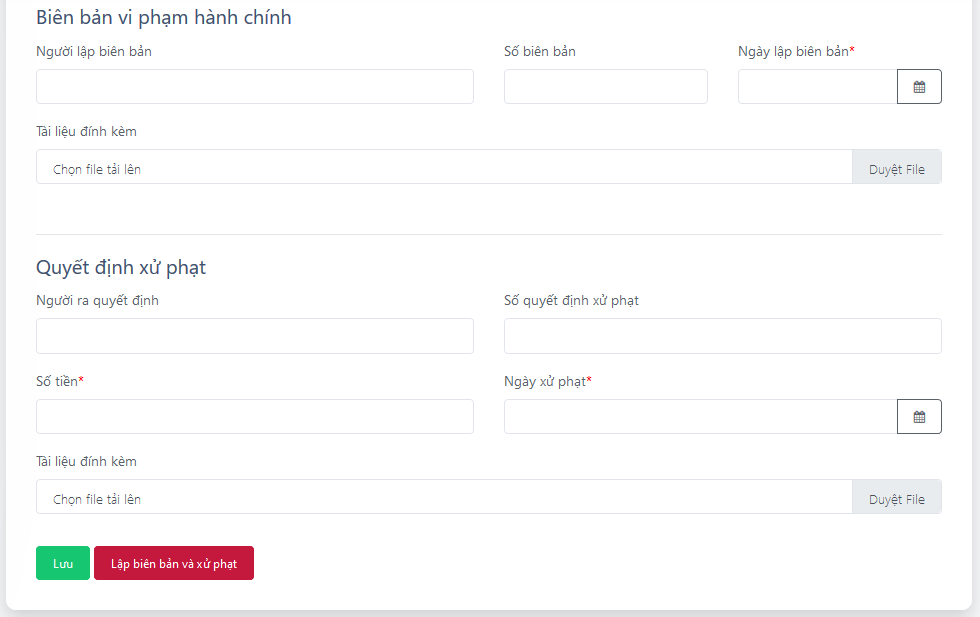 Biên bản vi phạm hành chính
Người lập biên bản Số biên bản Ngày lập biên bản*
Tài liệu đính kèm
Chọn file tải lên Duyệt File
Quyết định xử phạt
Người ra quyết định Số quyết định xử phạt
Số tiền* Ngày xử phạt*
Tài liệu đính kèm
Chọn file tải lên Duyệt File
Lưu Lập biên bản và xử phạt